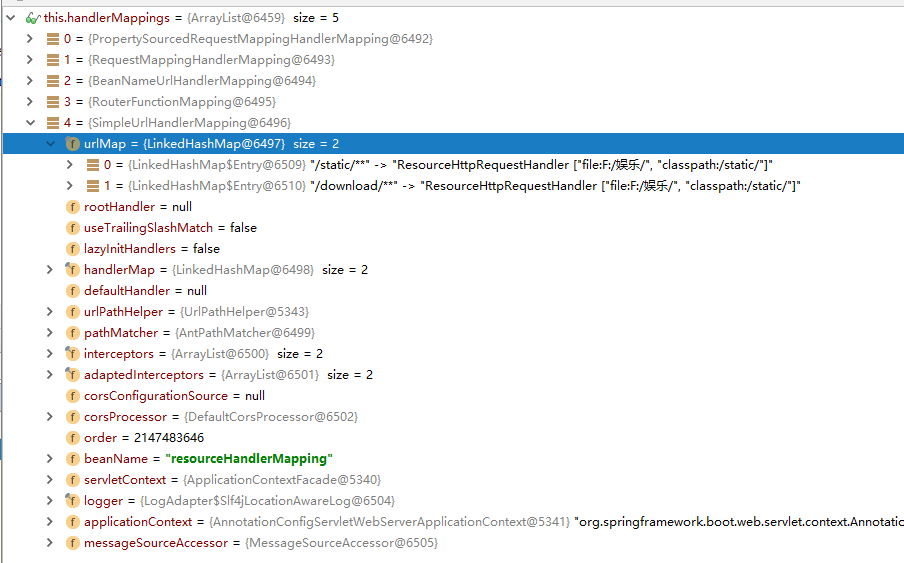 this.handlerMappings = {ArrayList@6459} size = 5
0 = {PropertySourcedRequestMappingHandlerMapping@6492}
1 = {RequestMappingHandlerMapping@6493}
2 = {BeanNameUrlHandlerMapping@6494}
3 = {RouterFunctionMapping@6495}
4 = {SimpleUrlHandlerMapping@6496}
f urlMap = {LinkedHashMap@6497} size = 2
0 = {LinkedHashMap$Entry@6509} "/static/**" -> "ResourceHttpRequestHandler ["file:F:/娱乐/", "classpath:/static/"]"
1 = {LinkedHashMap$Entry@6510} "/download/**" -> "ResourceHttpRequestHandler ["file:F:/娱乐/", "classpath:/static/"]"
f rootHandler = null
f useTrailingSlashMatch = false
f lazyInitHandlers = false
f handlerMap = {LinkedHashMap@6498} size = 2
f defaultHandler = null
f urlPathHelper = {UrlPathHelper@5343}
f pathMatcher = {AntPathMatcher@6499}
f interceptors = {ArrayList@6500} size = 2
f adaptedInterceptors = {ArrayList@6501} size = 2
f corsConfigurationSource = null
f corsProcessor = {DefaultCorsProcessor@6502}
f order = 2147483646
f beanName = "resourceHandlerMapping"
f servletContext = {ApplicationContextFacade@5340}
f logger = {LogAdapter$Slf4jLocationAwareLog@6504}
f applicationContext = {AnnotationConfigServletWebServerApplicationContext@5341} "org.springframework.boot.web.servlet.context.Annotatio
f messageSourceAccessor = {MessageSourceAccessor@6505}